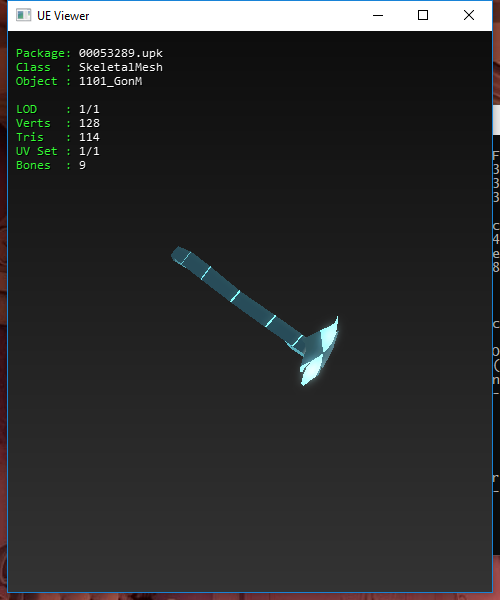 UE Viewer
Package: 00053289.upk
Class : SkeletalMesh
Object : 1101_GonM
LOD : 1/1
Verts : 128
Tris : 114
UV Set : 1/1
Bones : 9